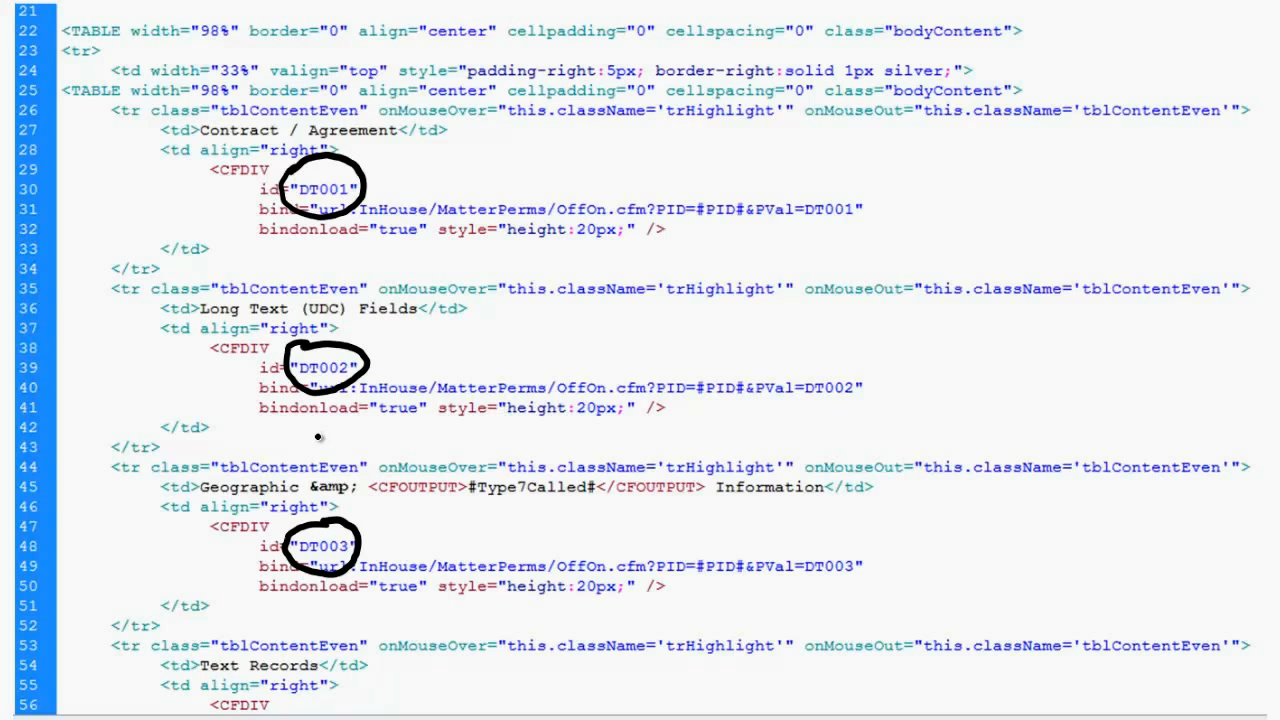 21
22 <TABLE width="98%" border="0" align="center" cellpadding="0" cellspacing="0" class="bodyContent">
23 <tr>
24 <td width="33%" valign="top" style="padding-right:5px; border-right:solid 1px silver;">
25 <TABLE width="98%" border="0" align="center" cellpadding="0" cellspacing="0" class="bodyContent">
26 <tr class="tblContentEven" onMouseOver="this.className='trHighlight'" onMouseOut="this.className='tblContentEven'">
27 <td>Contract / Agreement</td>
28 <td align="right">
29 <CFDIV
30 id="DT001"
31 bind="url:InHouse/MatterPerms/OffOn.cfm?PID=#PID#&PVal=DT001"
32 bindonload="true" style="height:20px;" />
33 </td>
34 </tr>
35 <tr class="tblContentEven" onMouseOver="this.className='trHighlight'" onMouseOut="this.className='tblContentEven'">
36 <td>Long Text (UDC) Fields</td>
37 <td align="right">
38 <CFDIV
39 id="DT002"
40 bind="url:InHouse/MatterPerms/OffOn.cfm?PID=#PID#&PVal=DT002"
41 bindonload="true" style="height:20px;" />
42 </td>
43 </tr>
44 <tr class="tblContentEven" onMouseOver="this.className='trHighlight'" onMouseOut="this.className='tblContentEven'">
45 <td>Geographic &amp; <CFOUTPUT>#Type7Called#</CFOUTPUT> Information</td>
46 <td align="right">
47 <CFDIV
48 id="DT003"
49 bind="url:InHouse/MatterPerms/OffOn.cfm?PID=#PID#&PVal=DT003"
50 bindonload="true" style="height:20px;" />
51 </td>
52 </tr>
53 <tr class="tblContentEven" onMouseOver="this.className='trHighlight'" onMouseOut="this.className='tblContentEven'">
54 <td>Text Records</td>
55 <td align="right">
56 <CFDIV